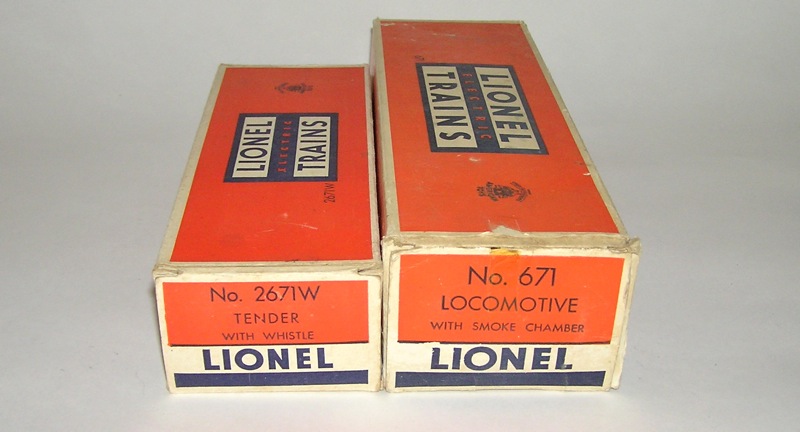 LIONEL
ELECTRIC
TRAINS
2671W
No. 2671W
TENDER
WITH WHISTLE
LIONEL
LIONEL
ELECTRIC
TRAINS
671
No. 671
LOCOMOTIVE
WITH SMOKE CHAMBER
LIONEL